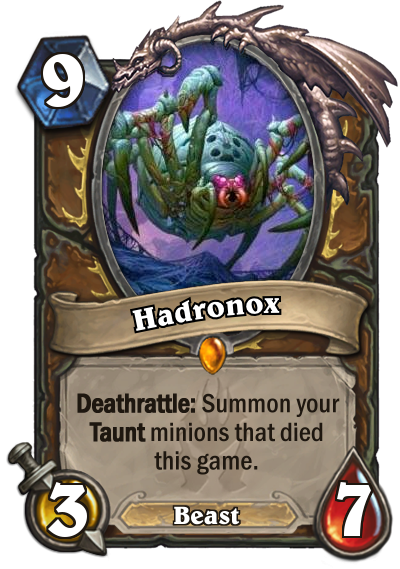 9
Hadronox
Deathrattle: Summon your
Taunt minions that died
this game.
3
Beast
7